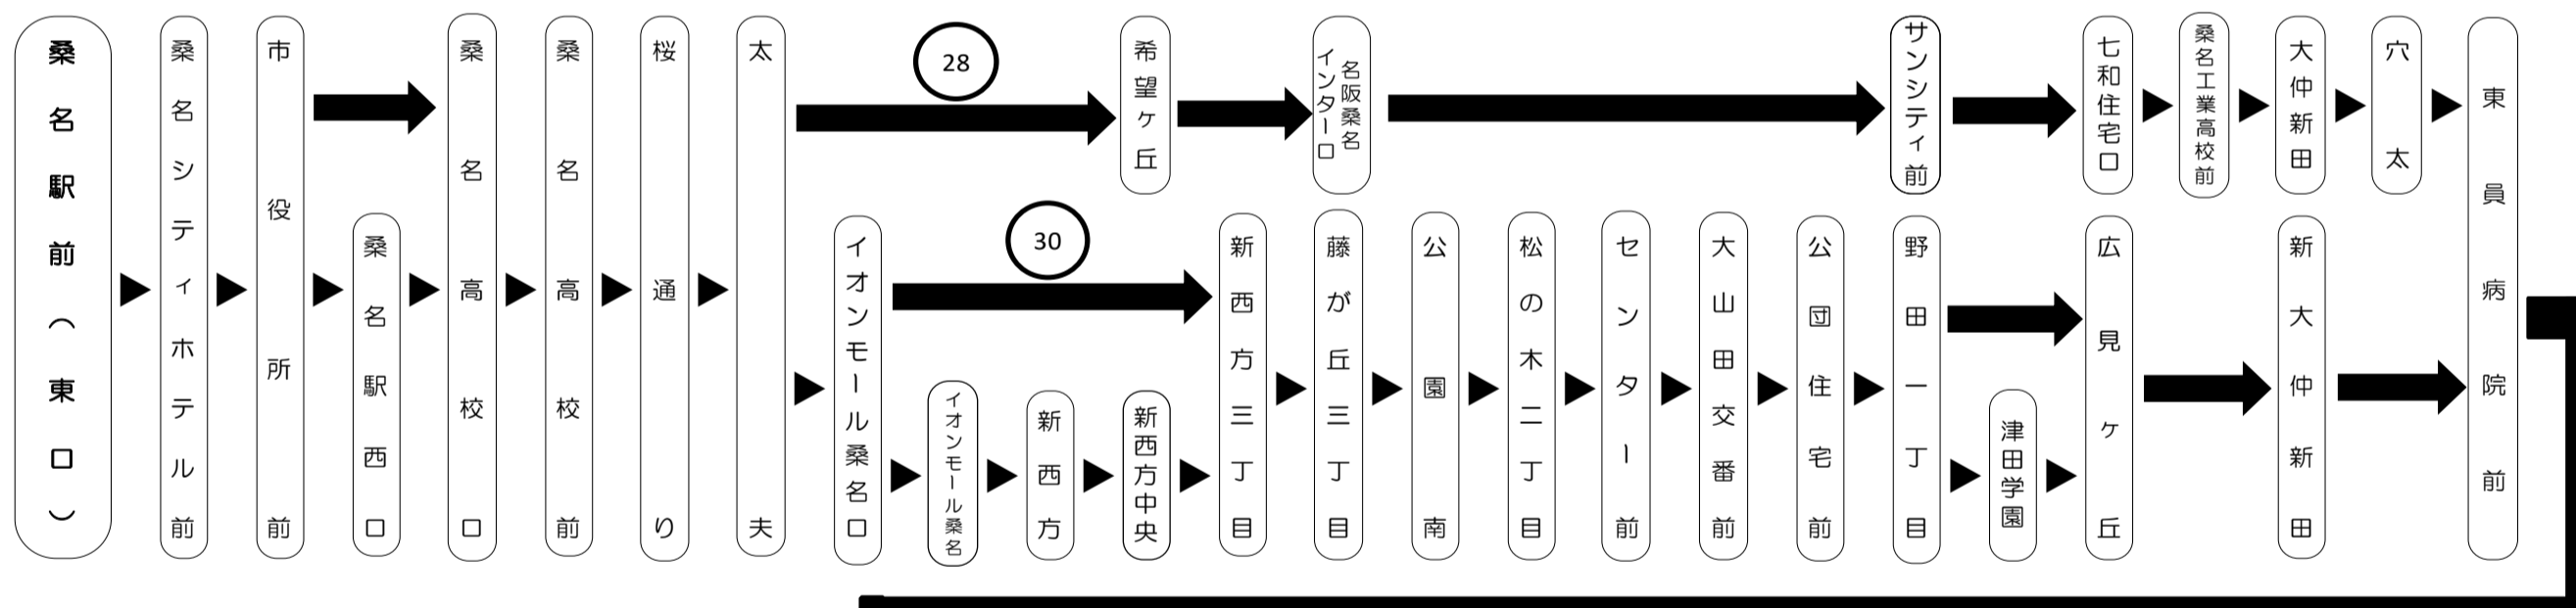 桑名駅前（東口）
桑名シティホテル前
市役所前
桑名駅西口
桑名高校口
桑名高校前
桜通り
太夫
28
希望ヶ丘
名阪桑名
インター口
サンシティ前
七和住宅口
桑名工業高校前
大仲新田
穴太
東員病院前
イオンモール桑名口
30
イオンモール桑名
新西方
新西方中央
新西方三丁目
藤が丘三丁目
公園南
松の木二丁目
センター前
大山田交番前
公団住宅前
野田一丁目
津田学園
広見ヶ丘
新大仲新田